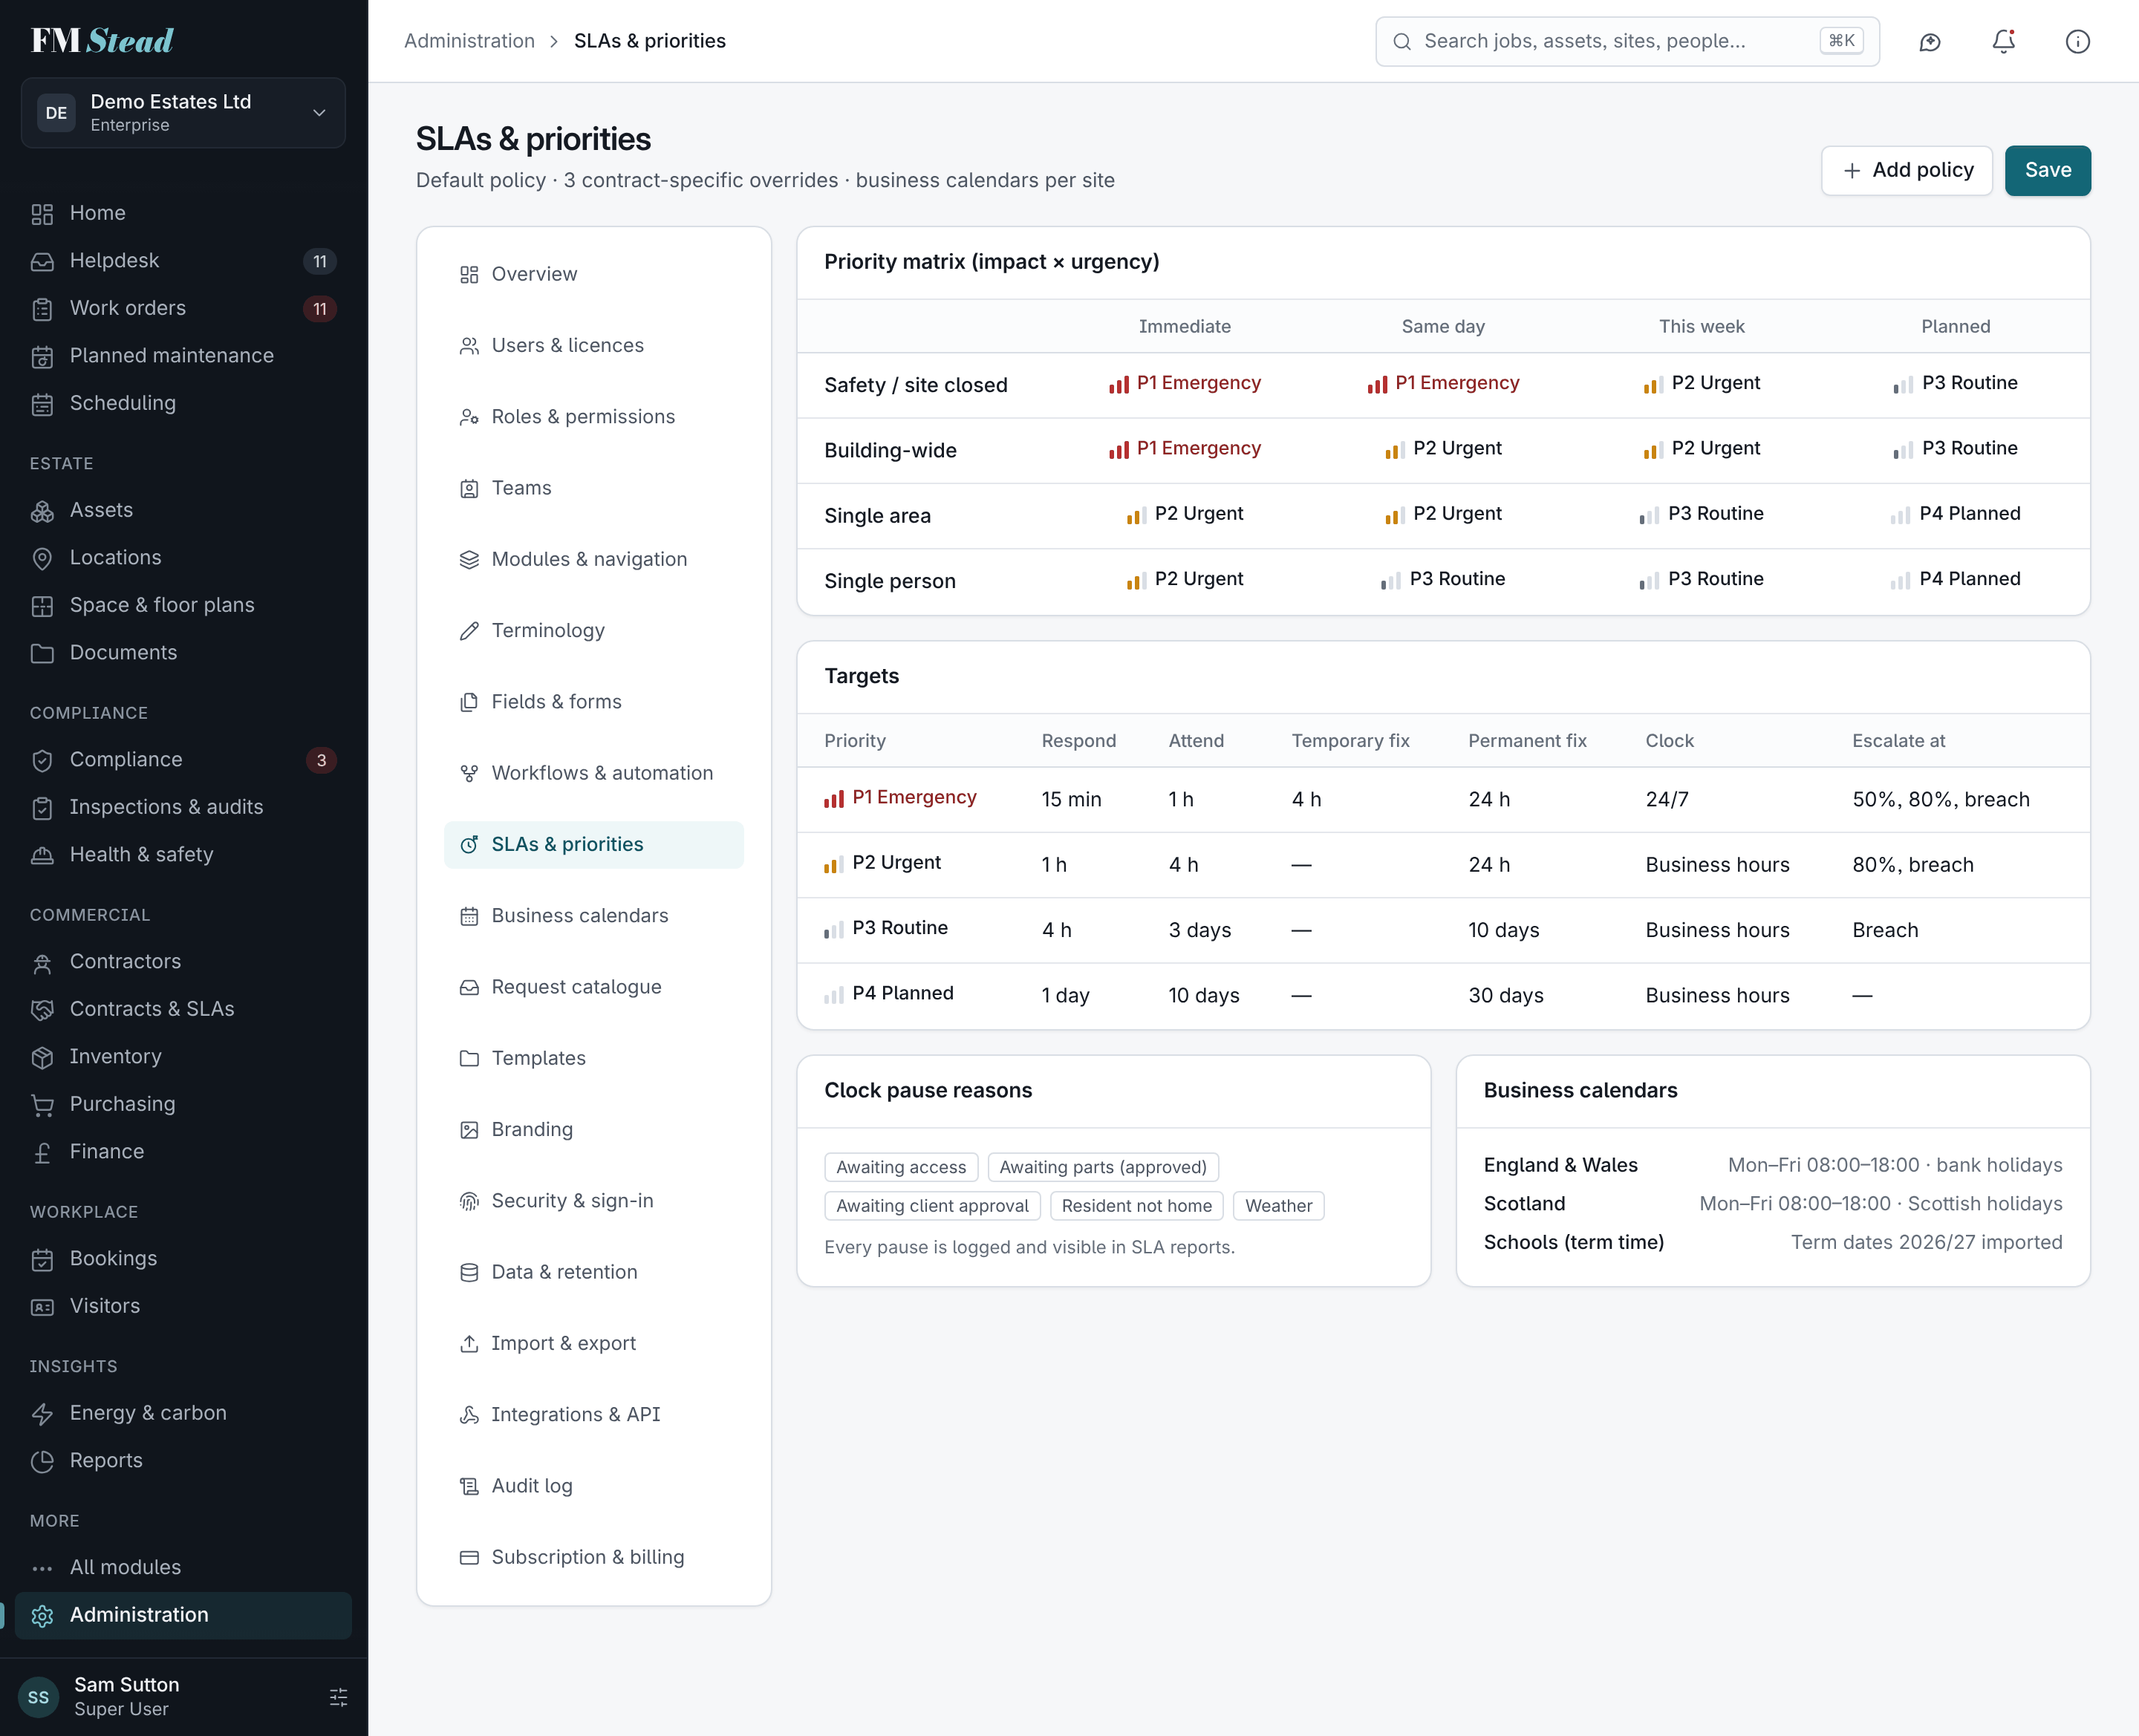 FM Stead
DE
Demo Estates Ltd
Enterprise
Home
Helpdesk 11
Work orders 11
Planned maintenance
Scheduling
ESTATE
Assets
Locations
Space & floor plans
Documents
COMPLIANCE
Compliance 3
Inspections & audits
Health & safety
COMMERCIAL
Contractors
Contracts & SLAs
Inventory
Purchasing
Finance
WORKPLACE
Bookings
Visitors
INSIGHTS
Energy & carbon
Reports
MORE
All modules
Administration
SS
Sam Sutton
Super User
Administration > SLAs & priorities
Search jobs, assets, sites, people... ⌘K
SLAs & priorities
Default policy · 3 contract-specific overrides · business calendars per site
+ Add policy
Save
Overview
Users & licences
Roles & permissions
Teams
Modules & navigation
Terminology
Fields & forms
Workflows & automation
SLAs & priorities
Business calendars
Request catalogue
Templates
Branding
Security & sign-in
Data & retention
Import & export
Integrations & API
Audit log
Subscription & billing
Priority matrix (impact × urgency)
Immediate Same day This week Planned
Safety / site closed P1 Emergency P1 Emergency P2 Urgent P3 Routine
Building-wide P1 Emergency P2 Urgent P2 Urgent P3 Routine
Single area P2 Urgent P2 Urgent P3 Routine P4 Planned
Single person P2 Urgent P3 Routine P3 Routine P4 Planned
Targets
Priority Respond Attend Temporary fix Permanent fix Clock Escalate at
P1 Emergency 15 min 1 h 4 h 24 h 24/7 50%, 80%, breach
P2 Urgent 1 h 4 h — 24 h Business hours 80%, breach
P3 Routine 4 h 3 days — 10 days Business hours Breach
P4 Planned 1 day 10 days — 30 days Business hours —
Clock pause reasons
Awaiting access Awaiting parts (approved)
Awaiting client approval Resident not home Weather
Every pause is logged and visible in SLA reports.
Business calendars
England & Wales Mon–Fri 08:00–18:00 · bank holidays
Scotland Mon–Fri 08:00–18:00 · Scottish holidays
Schools (term time) Term dates 2026/27 imported